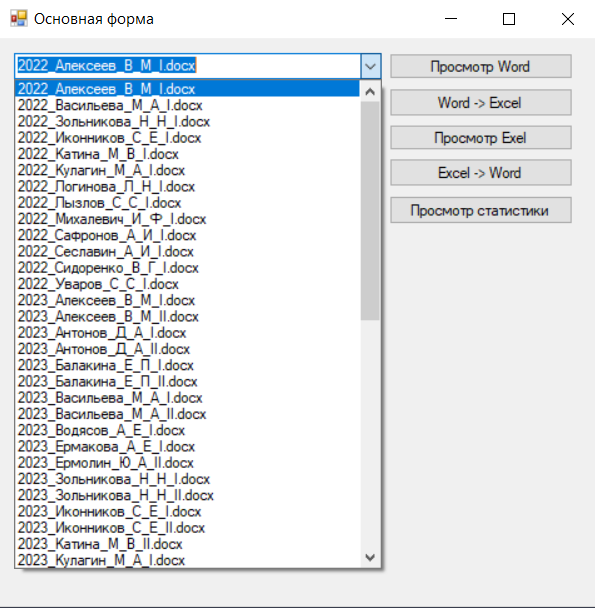 Основная форма
2022_Алексеев_В_М_I.docx
Просмотр Word
Word -> Excel
Просмотр Exel
Excel -> Word
Просмотр статистики
2022_Алексеев_В_М_I.docx
2022_Васильева_М_А_I.docx
2022_Зольникова_Н_Н_I.docx
2022_Иконников_С_Е_I.docx
2022_Катина_М_В_I.docx
2022_Кулагин_М_А_I.docx
2022_Логинова_Л_Н_I.docx
2022_Лызлов_С_С_I.docx
2022_Михалевич_И_Ф_I.docx
2022_Сафронов_А_И_I.docx
2022_Сеславин_А_И_I.docx
2022_Сидоренко_В_Г_I.docx
2022_Уваров_С_С_I.docx
2023_Алексеев_В_М_I.docx
2023_Алексеев_В_М_II.docx
2023_Антонов_Д_А_I.docx
2023_Антонов_Д_А_II.docx
2023_Балакина_Е_П_I.docx
2023_Балакина_Е_П_II.docx
2023_Васильева_М_А_I.docx
2023_Васильева_М_А_II.docx
2023_Водясов_А_Е_I.docx
2023_Ермакова_А_Е_I.docx
2023_Ермолин_Ю_А_II.docx
2023_Зольникова_Н_Н_I.docx
2023_Зольникова_Н_Н_II.docx
2023_Иконников_С_Е_I.docx
2023_Иконников_С_Е_II.docx
2023_Катина_М_В_II.docx
2023_Кулагин_М_А_I.docx